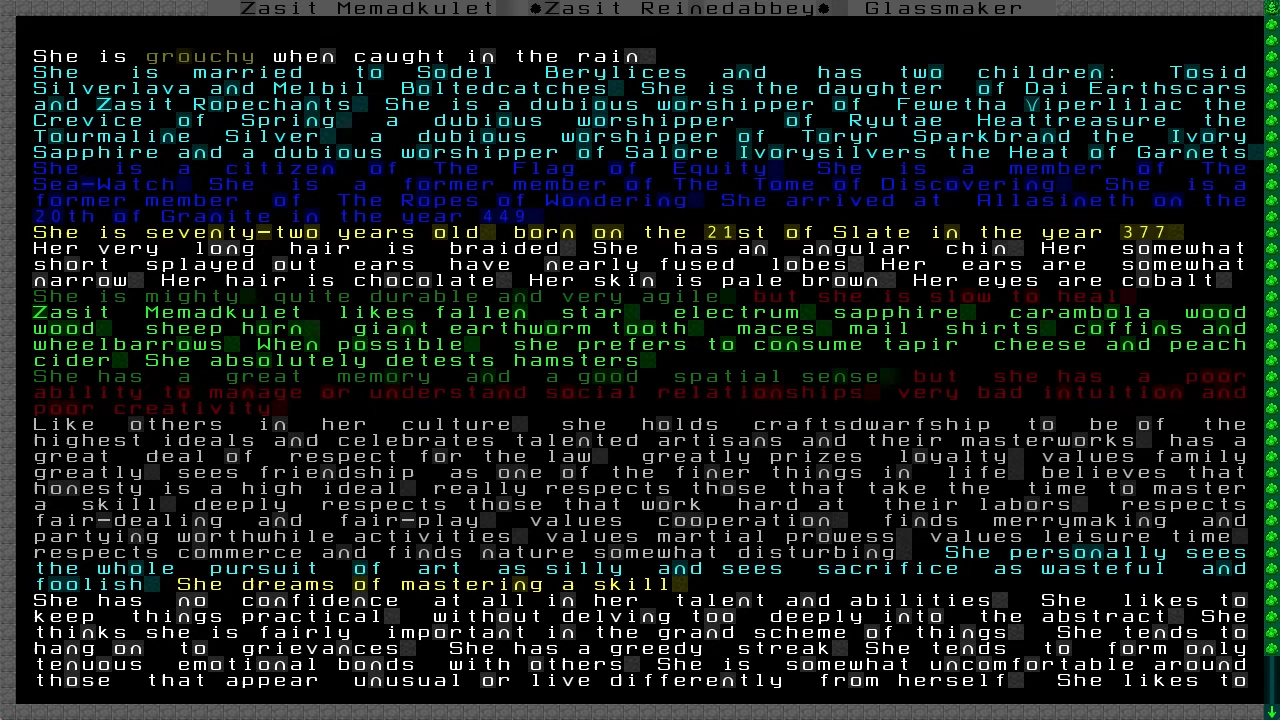 Zasit Memadkulet ●Zasit Reinedabbey● Glassmaker
She is grouchy when caught in the rain
She is married to Sodel Berylices and has two children: Tosid
Silverlava and Melbil Boltedcatches She is the daughter of Dai Earthscars
and Zasit Ropechants She is a dubious worshipper of Fewetha Viperlilac the
Crevice of Spring a dubious worshipper of Ryutae Heattreasure the
Tourmaline Silver a dubious worshipper of Toryr Sparkbrand the Ivory
Sapphire and a dubious worshipper of Salore Ivorysilvers the Heat of Garnets
She is a citizen of The Flag of Equity She is a member of The
Sea-Watch She is a former member of The Tome of Discovering She is a
former member of The Ropes of Wondering She arrived at Allasineth on the
20th of Granite in the year 449
She is seventy-two years old born on the 21st of Slate in the year 377
Her very long hair is braided She has an angular chin Her somewhat
short splayed out ears have nearly fused lobes Her ears are somewhat
narrow Her hair is chocolate Her skin is pale brown Her eyes are cobalt
She is mighty quite durable and very agile but she is slow to heal
Zasit Memadkulet likes fallen star electrum sapphire carambola wood
wood sheep horn giant earthworm tooth maces mail shirts coffins and
wheelbarrows When possible she prefers to consume tapir cheese and peach
cider She absolutely detests hamsters
She has a great memory and a good spatial sense but she has a poor
ability to manage or understand social relationships very bad intuition and
poor creativity
Like others in her culture she holds craftsdwarfship to be of the
highest ideals and celebrates talented artisans and their masterworks has a
great deal of respect for the law greatly prizes loyalty values family
greatly sees friendship as one of the finer things in life believes that
honesty is a high ideal really respects those that take the time to master
a skill deeply respects those that work hard at their labors respects
fair-dealing and fair-play values cooperation finds merrymaking and
partying worthwhile activities values martial prowess values leisure time
respects commerce and finds nature somewhat disturbing She personally sees
the whole pursuit of art as silly and sees sacrifice as wasteful and
foolish She dreams of mastering a skill
She has no confidence at all in her talent and abilities She likes to
keep things practical without delving too deeply into the abstract She
thinks she is fairly important in the grand scheme of things She tends to
hang on to grievances She has a greedy streak She tends to form only
tenuous emotional bonds with others She is somewhat uncomfortable around
those that appear unusual or live differently from herself She likes to